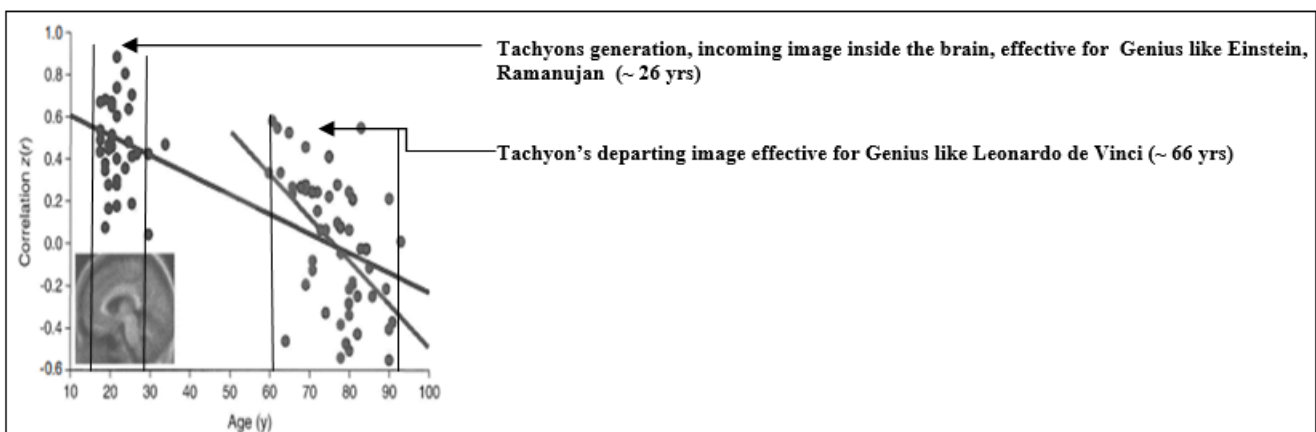 1.0
0.8
0.6
0.4
0.2
0.0
-0.2
-0.4
-0.6
Correlation z(r)
10 20 30 40 50 60 70 80 90 100
Age (y)
Tachyons generation, incoming image inside the brain, effective for Genius like Einstein,
Ramanujan (~ 26 yrs)
Tachyon's departing image effective for Genius like Leonardo de Vinci (~ 66 yrs)